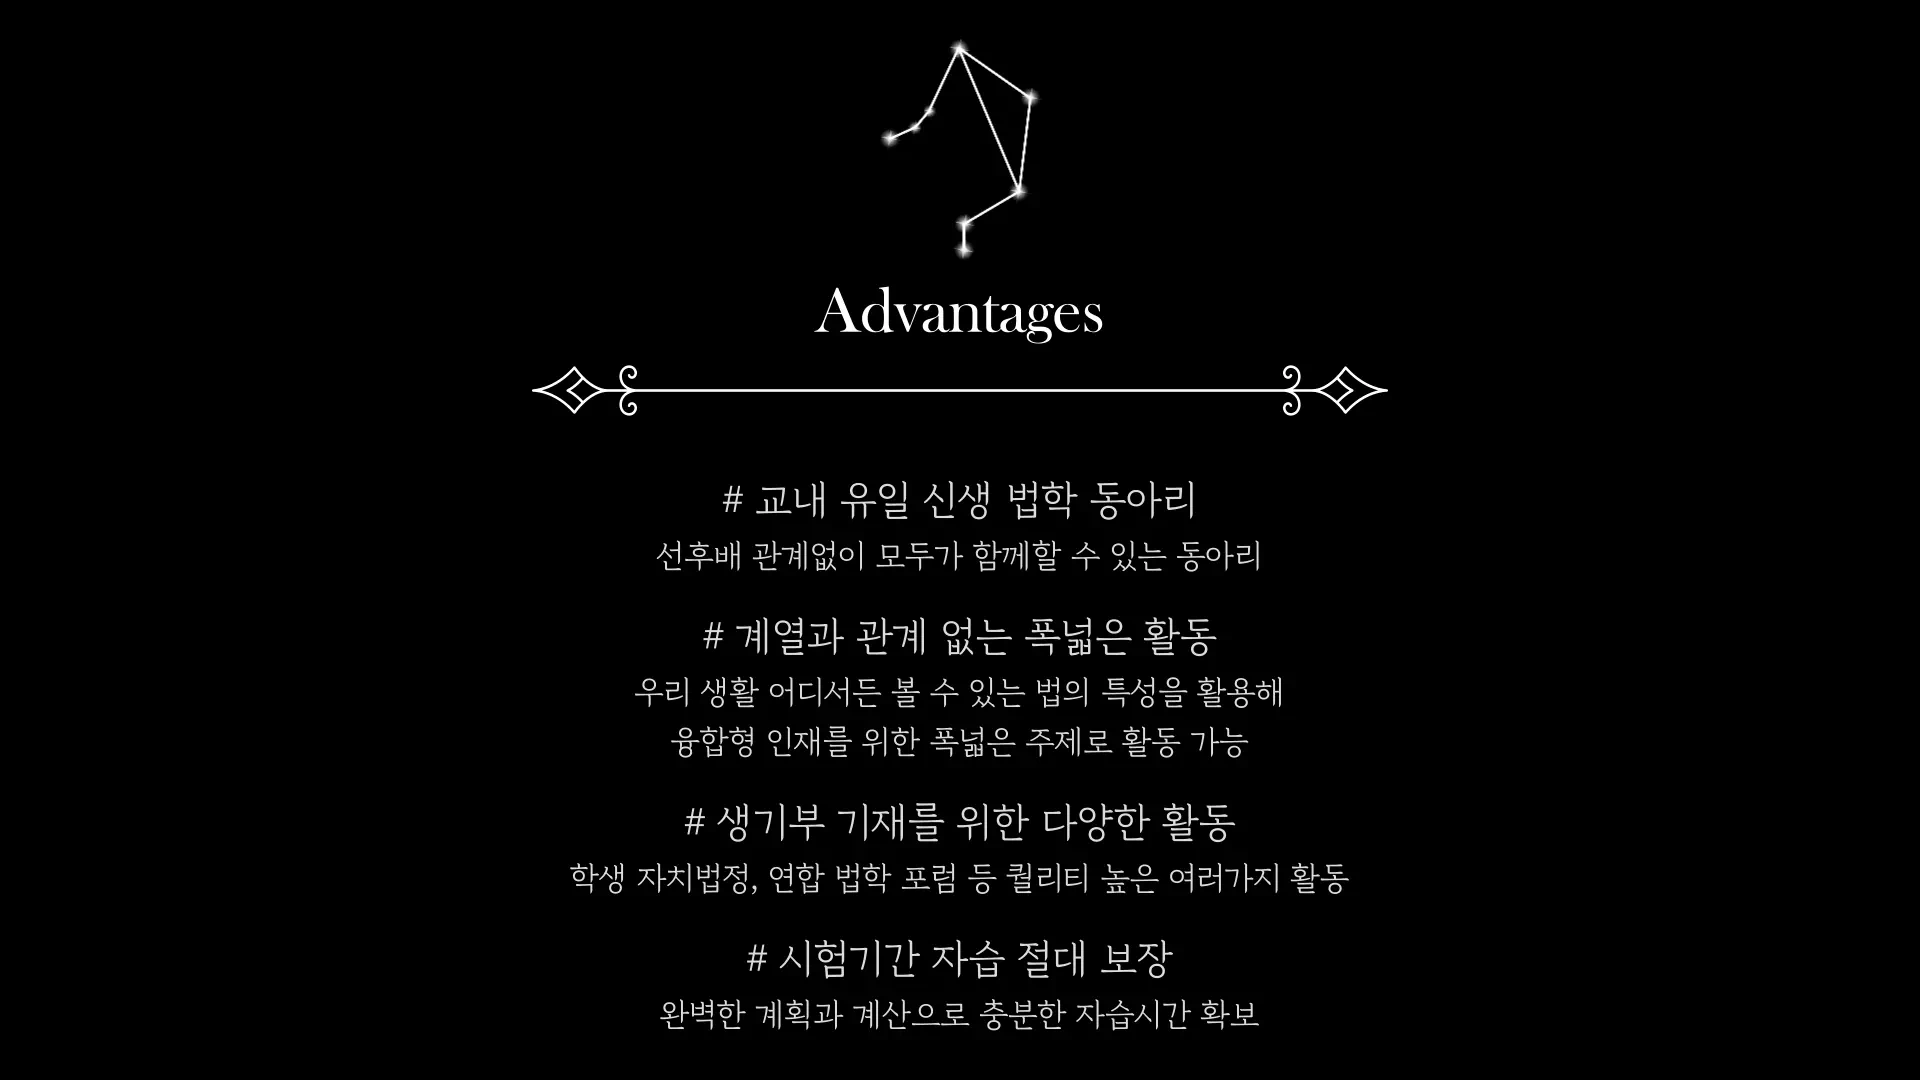 Advantages
# 교내 유일 신생 법학 동아리
선후배 관계없이 모두가 함께할 수 있는 동아리
# 계열과 관계 없는 폭넓은 활동
우리 생활 어디서든 볼 수 있는 법의 특성을 활용해
융합형 인재를 위한 폭넓은 주제로 활동 가능
# 생기부 기재를 위한 다양한 활동
학생 자치법정, 연합 법학 포럼 등 퀄리티 높은 여러가지 활동
# 시험기간 자습 절대 보장
완벽한 계획과 계산으로 충분한 자습시간 확보